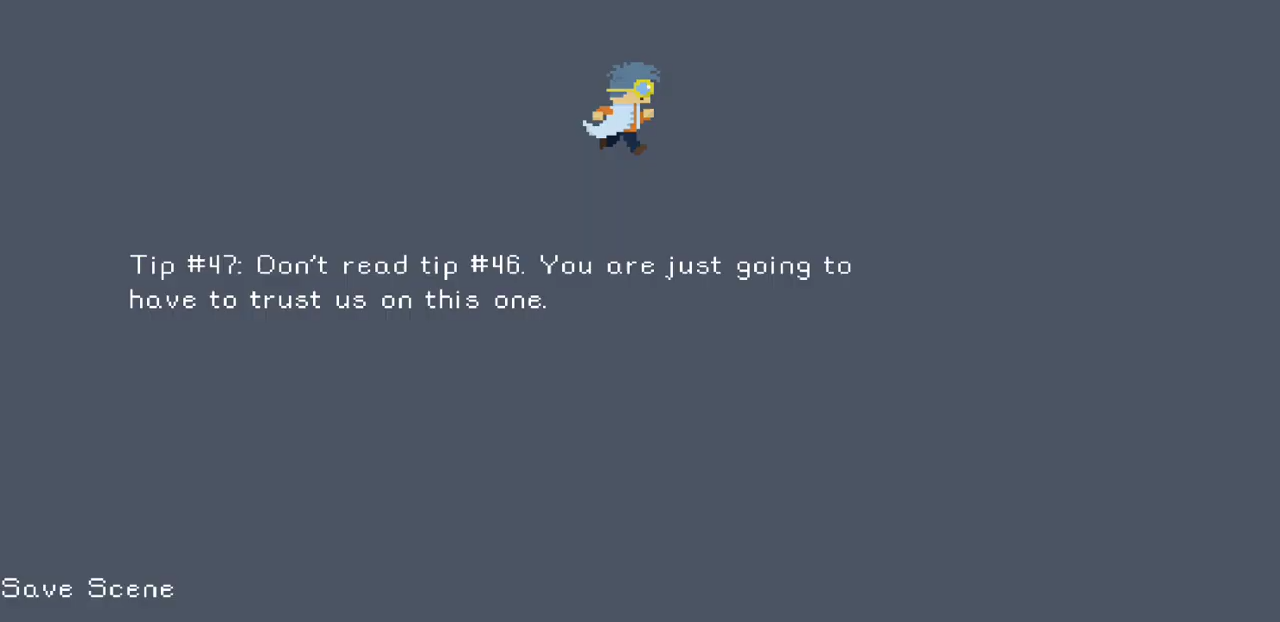 Tip #47: Don't read tip #46. You are just going to
have to trust us on this one.
Save Scene